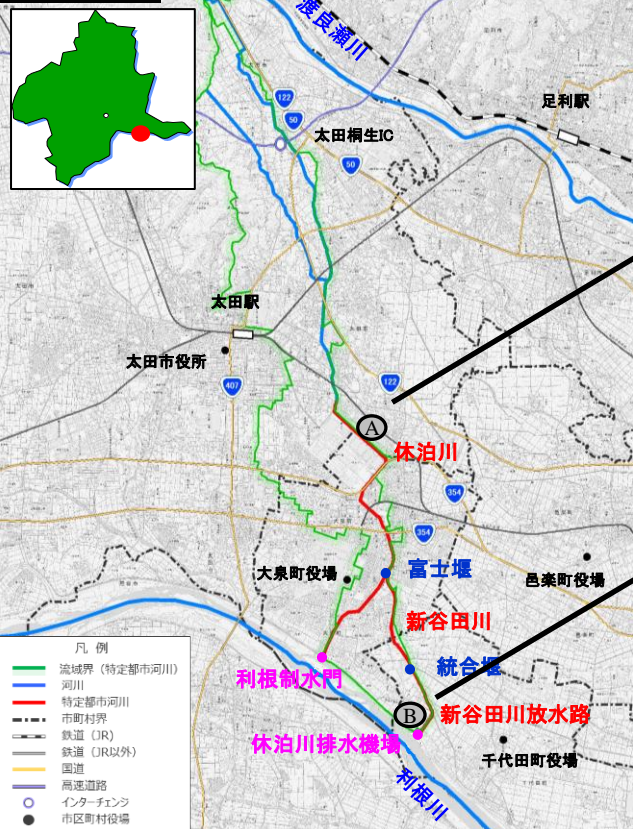 渡良瀬川
足利駅
122
50
太田桐生IC
50
太田駅
太田市役所
407
122
A
休泊川
354
354
富士堰
大泉町役場
邑楽町役場
新谷田川
統合堰
利根制水門
B
新谷田川放水路
休泊川排水機場
千代田町役場
利根川
凡 例
流域界（特定都市河川）
河川
特定都市河川
市町村界
鉄道（JR）
鉄道（JR以外）
国道
高速道路
インターチェンジ
市区町村役場